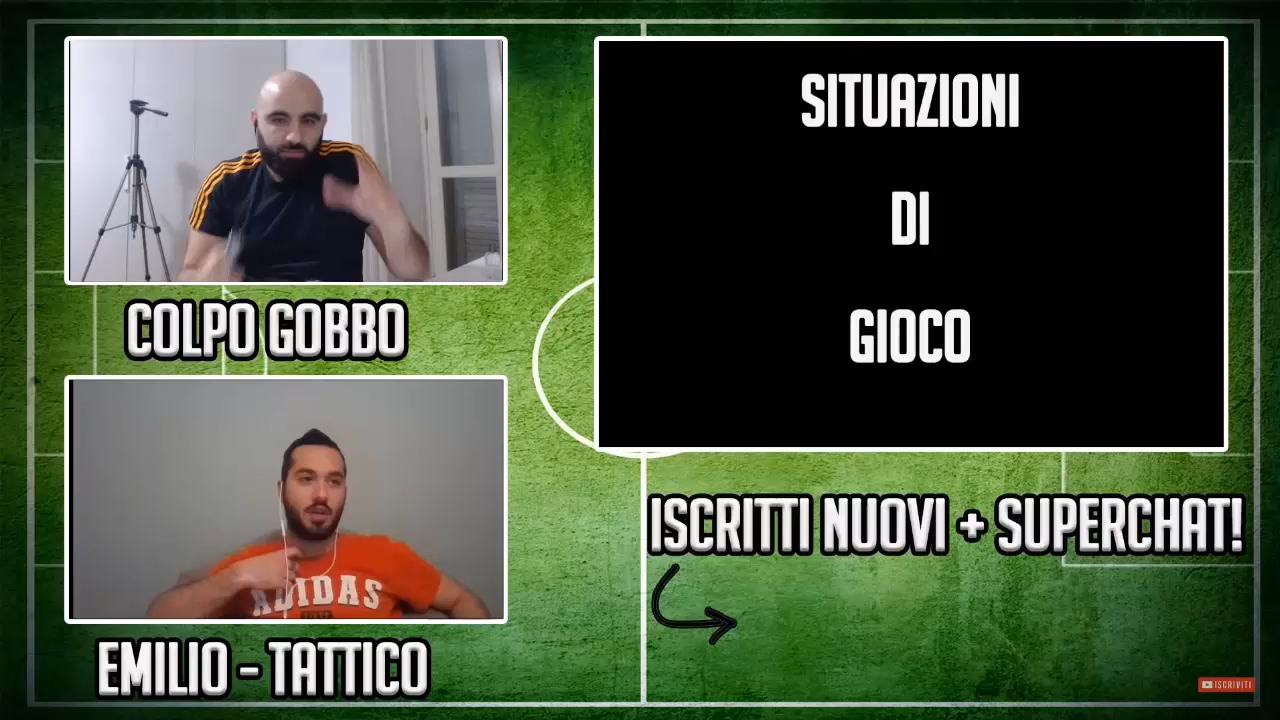 SITUAZIONI
DI
GIOCO
COLPO GOBBO
ADIDAS
EMILIO - TATTICO
ISCRITTI NUOVI + SUPERCHAT!
ISCRIVITI